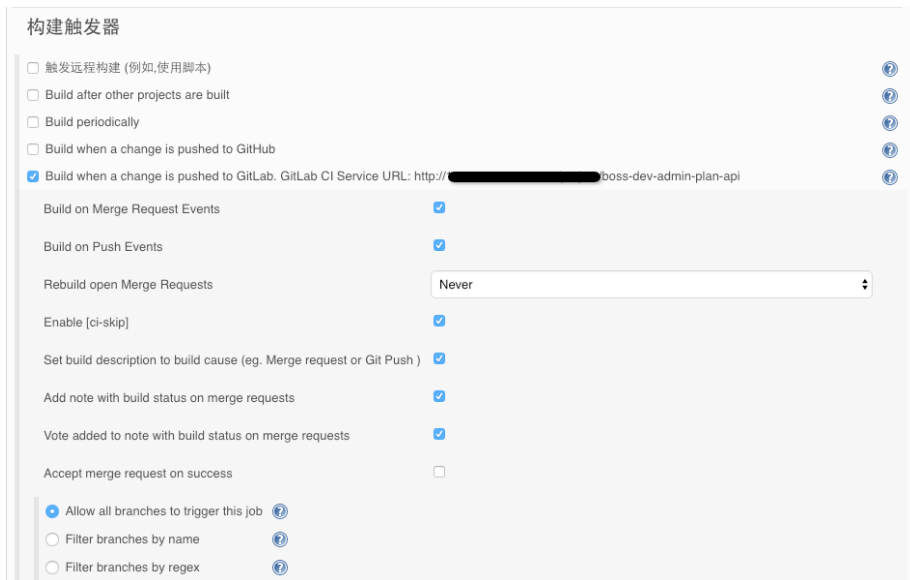 构建触发器
触发远程构建 (例如,使用脚本)
Build after other projects are built
Build periodically
Build when a change is pushed to GitHub
Build when a change is pushed to GitLab. GitLab CI Service URL: http:// boss-dev-admin-plan-api
Build on Merge Request Events
Build on Push Events
Rebuild open Merge Requests Never
Enable [ci-skip]
Set build description to build cause (eg. Merge request or Git Push )
Add note with build status on merge requests
Vote added to note with build status on merge requests
Accept merge request on success
Allow all branches to trigger this job
Filter branches by name
Filter branches by regex